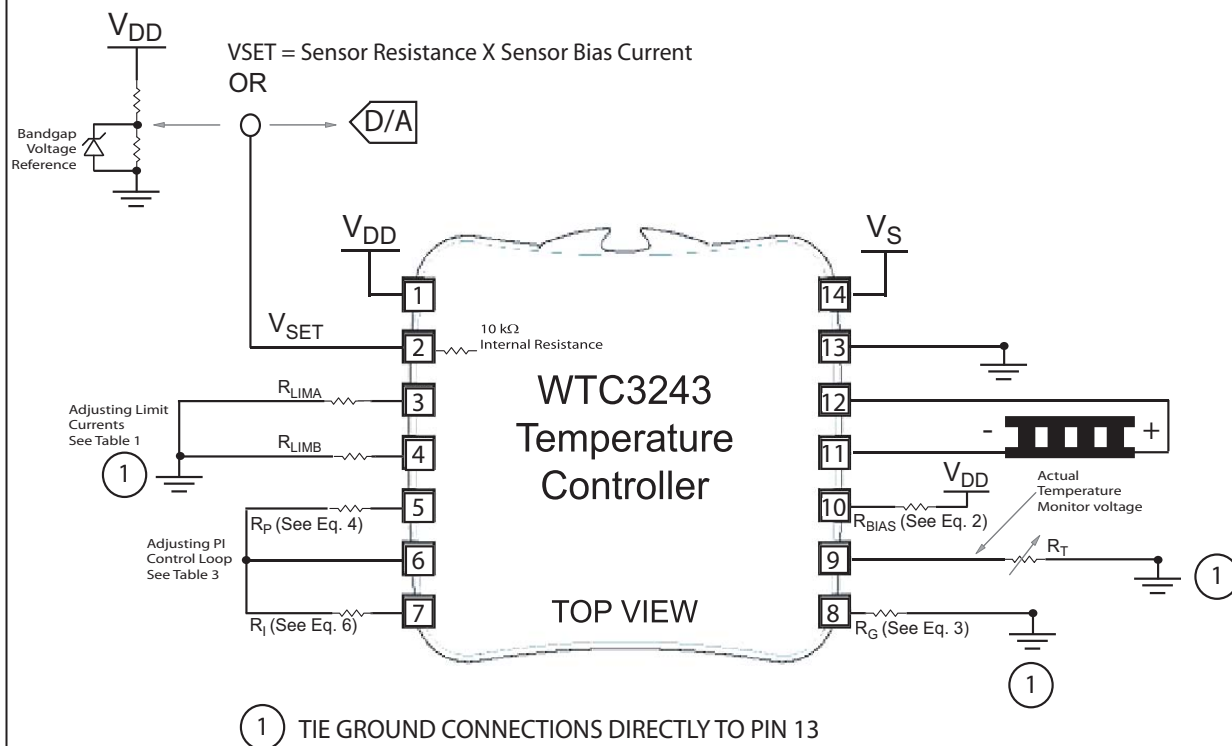 V_DD
VSET = Sensor Resistance X Sensor Bias Current
OR
D/A
Bandgap
Voltage
Reference
V_DD
V_S
1
14
V_SET
2
10 kΩ
Internal Resistance
13
WTC3243
Temperature
Controller
R_LIMA
3
12
Adjusting Limit
Currents
See Table 1
1
R_LIMB
4
11
- +
Actual
Temperature
Monitor voltage
V_DD
R_P (See Eq. 4)
5
10
R_BIAS (See Eq. 2)
Adjusting PI
Control Loop
See Table 3
6
9
R_T
1
R_I (See Eq. 6)
7
TOP VIEW
8
R_G (See Eq. 3)
1
1 TIE GROUND CONNECTIONS DIRECTLY TO PIN 13